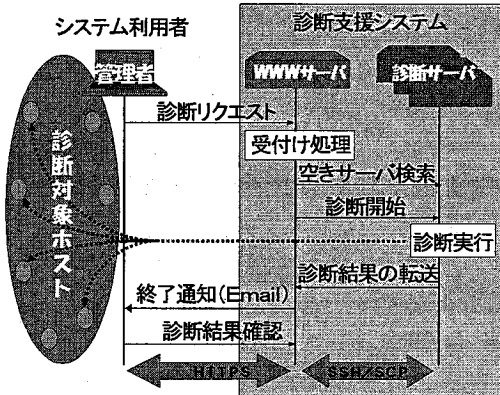 システム利用者
診断支援システム
管理者
WWWサーバ
診断サーバ
診断リクエスト
受付け処理
空きサーバ検索
診断開始
診断対象ホスト
診断実行
診断結果の転送
終了通知(Email)
診断結果確認
HTTPS
SSH/SCP